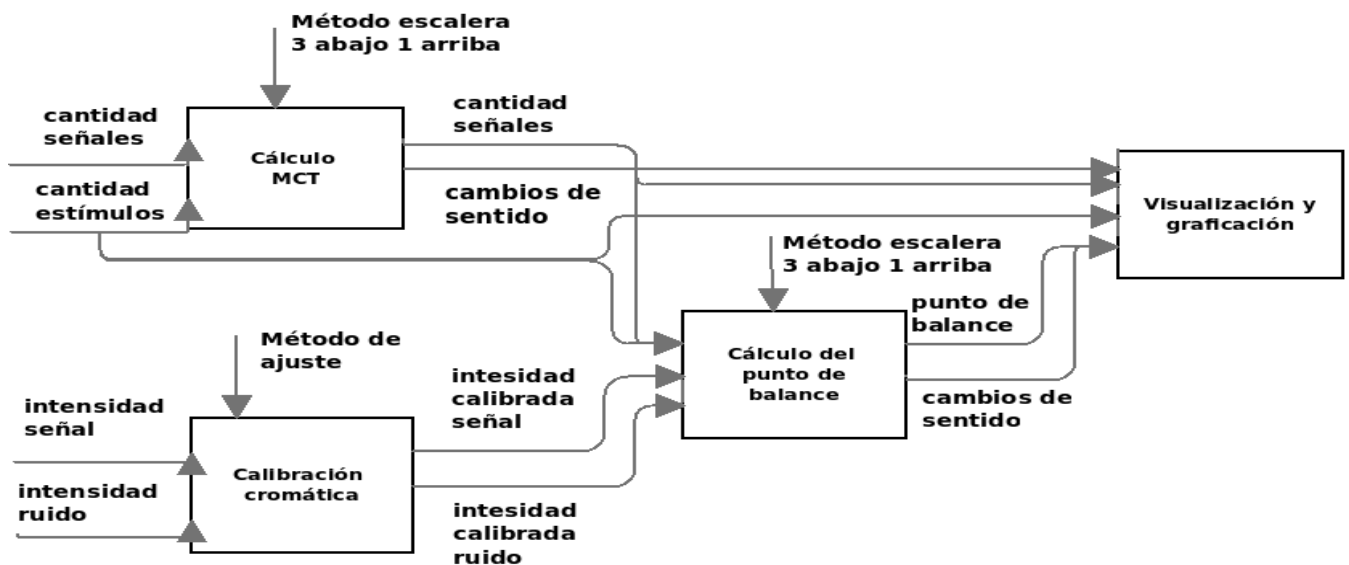 Método escalera
3 abajo 1 arriba
cantidad
señales
cantidad
estímulos
Cálculo
MCT
cantidad
señales
cambios de
sentido
Visualización y
graficación
Método escalera
3 abajo 1 arriba
Cálculo del
punto de
balance
punto de
balance
cambios de
sentido
Método de
ajuste
intensidad
señal
intensidad
ruido
Calibración
cromática
intesidad
calibrada
señal
intesidad
calibrada
ruido